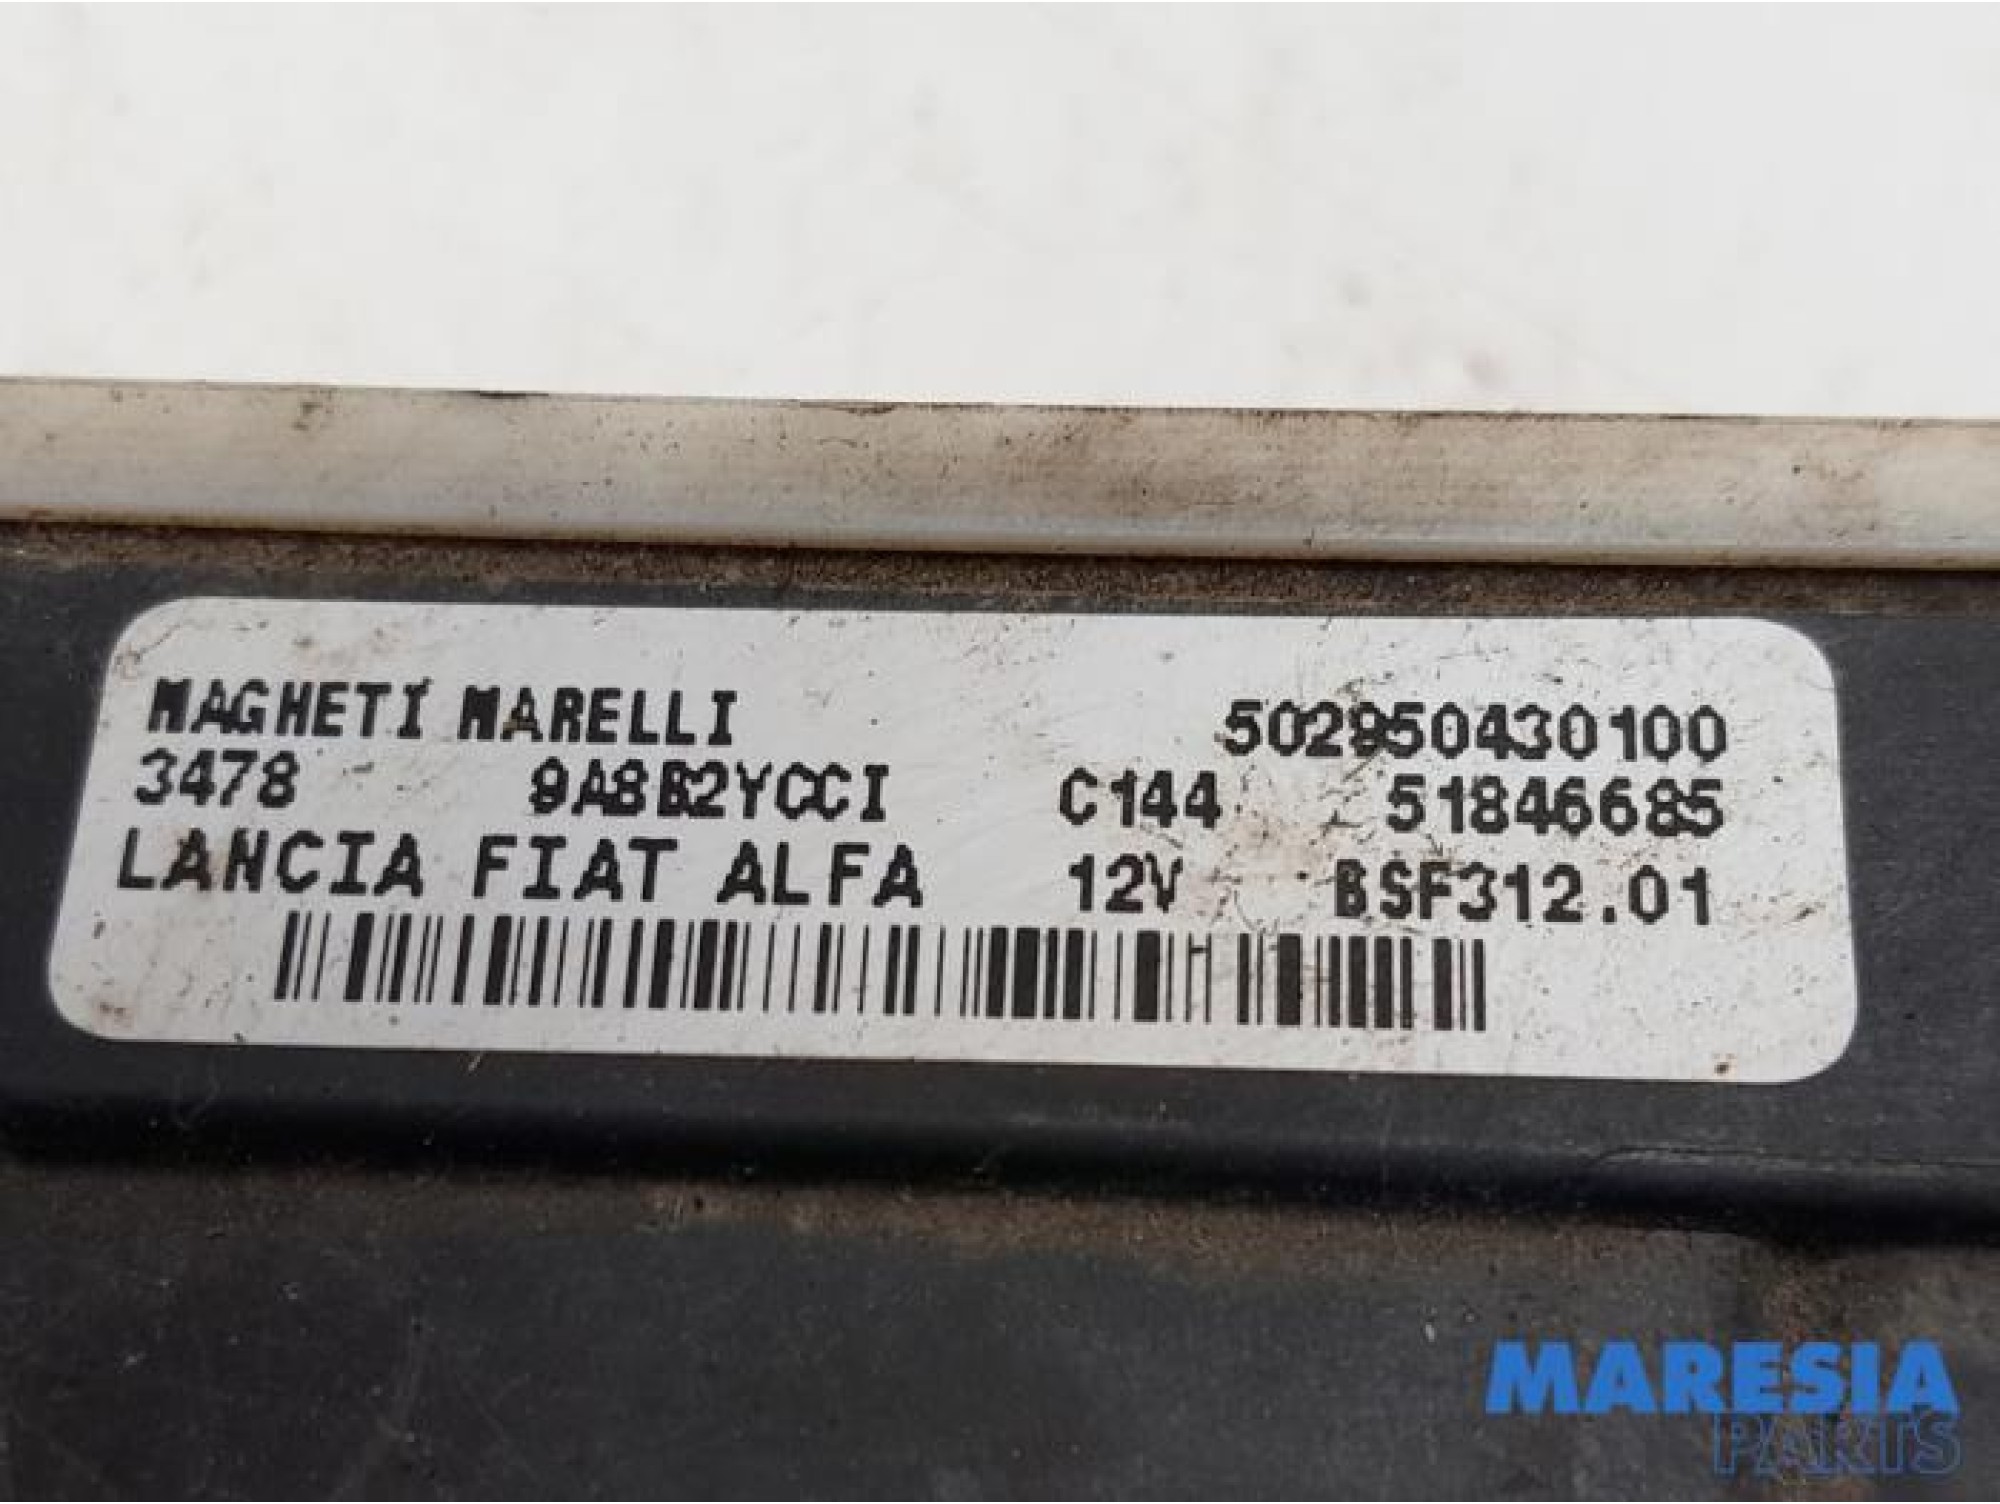 MAGHETI MARELLI 502950430100
3478 9A8B2YCCI C144 51846685
LANCIA FIAT ALFA 12V BSF312.01
MARESIA
PARTS